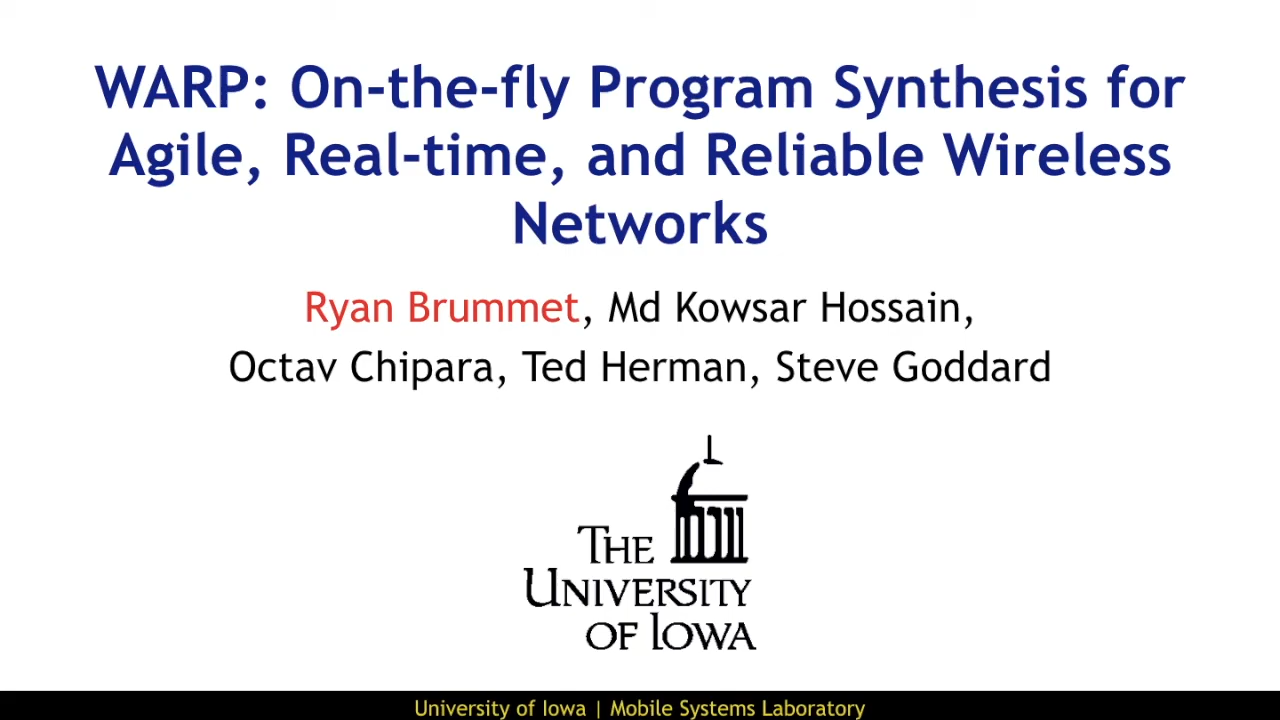 WARP: On-the-fly Program Synthesis for
Agile, Real-time, and Reliable Wireless
Networks
Ryan Brummet, Md Kowsar Hossain,
Octav Chipara, Ted Herman, Steve Goddard
THE
UNIVERSITY
OF IOWA
University of Iowa | Mobile Systems Laboratory